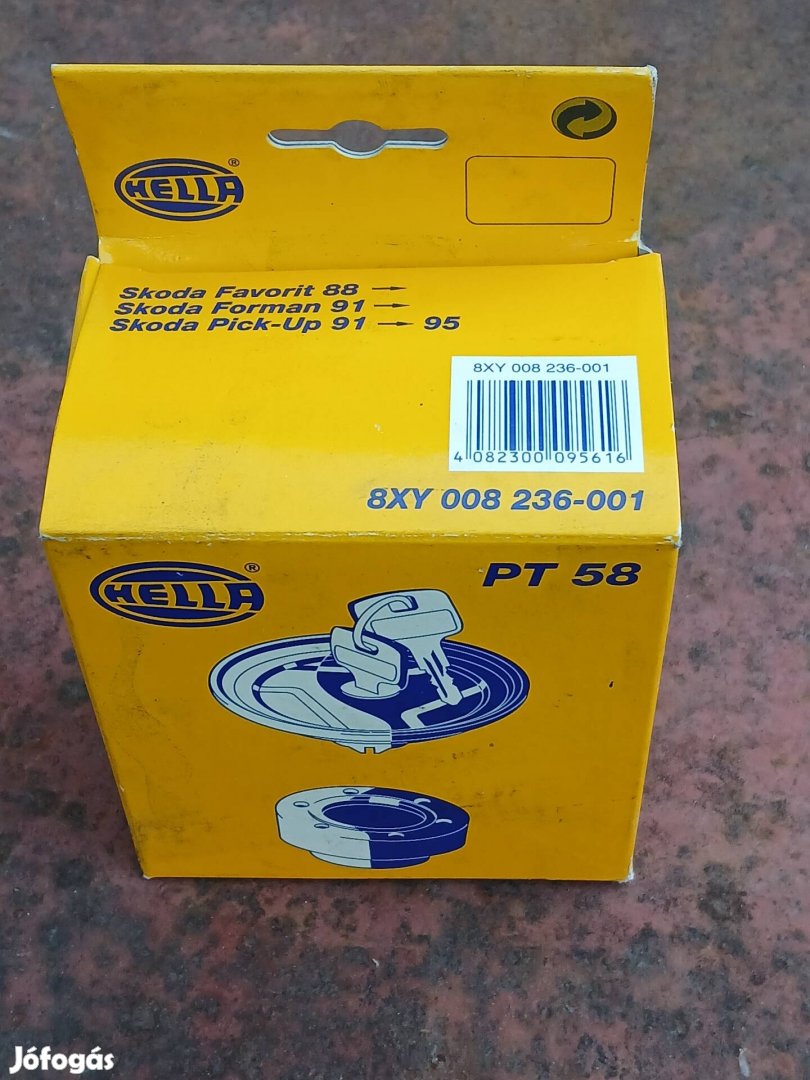 HELLA ®
Skoda Favorit 88 →
Skoda Forman 91 →
Skoda Pick-Up 91 → 95
8XY 008 236-001
4 082300 095616
8XY 008 236-001
HELLA ®
PT 58
Jófogás